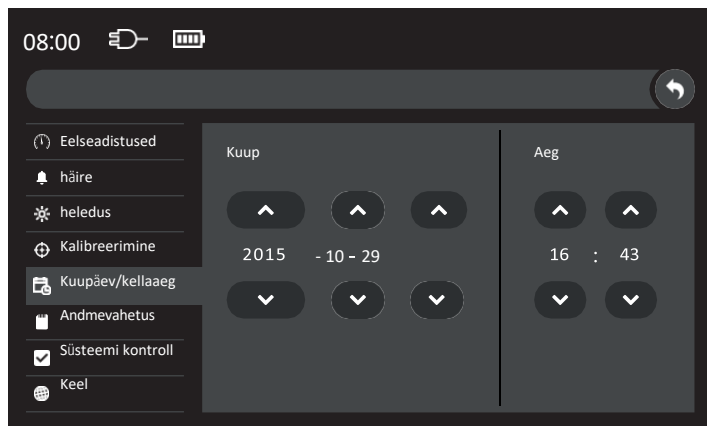 08:00
Eelseadistused
häire
heledus
Kalibreerimine
Kuupäev/kellaaeg
Andmevahetus
Süsteemi kontroll
Keel
Kuup
2015 - 10 - 29
Aeg
16 : 43